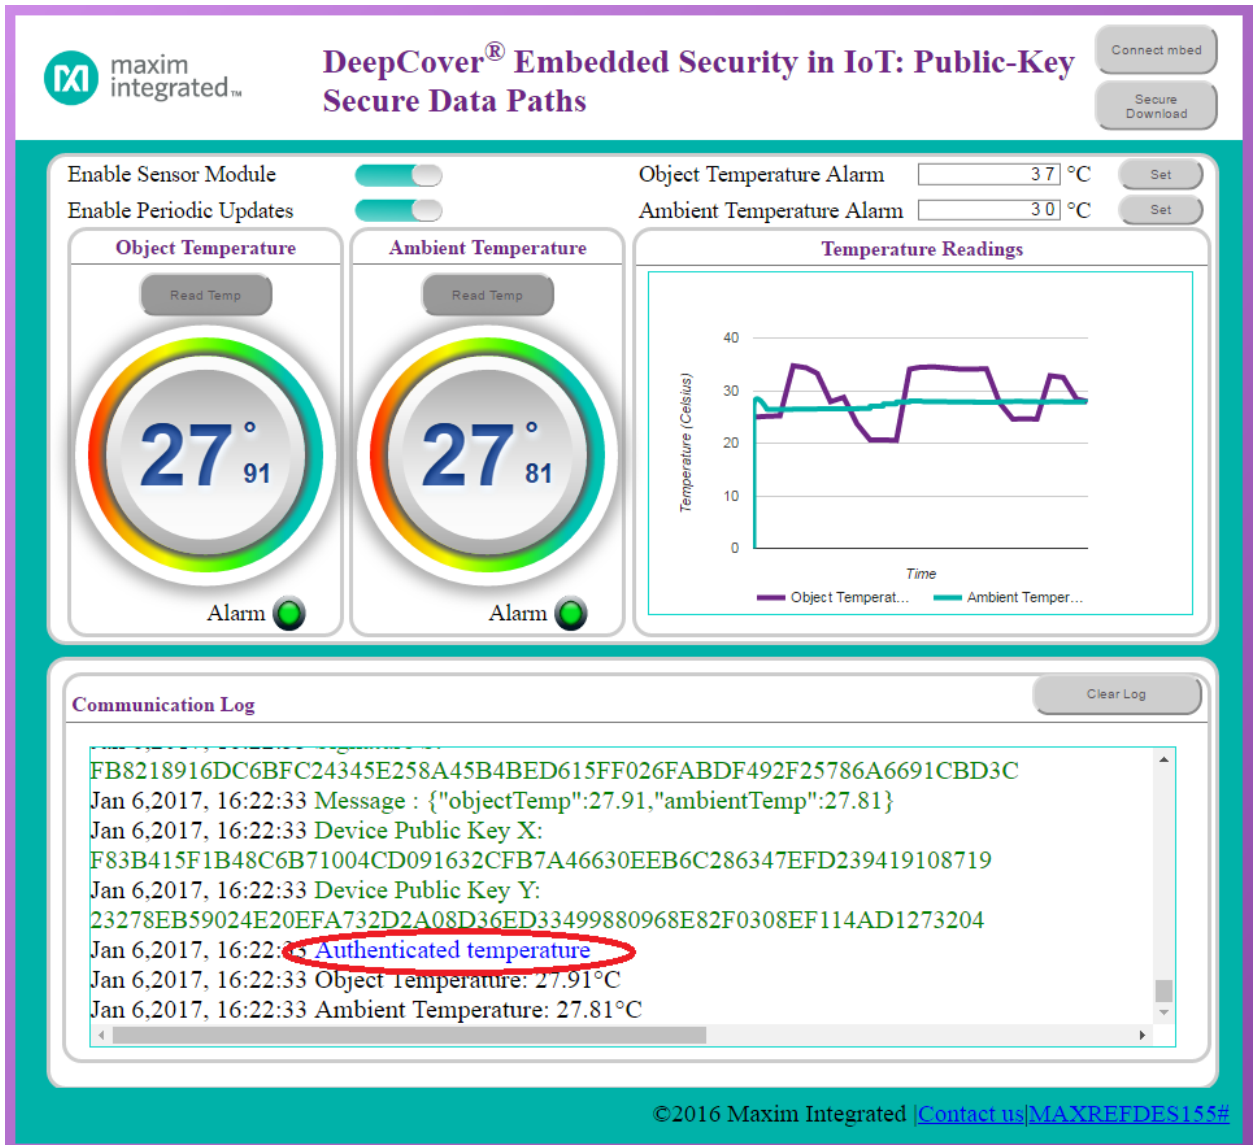 maxim
integrated™
DeepCover® Embedded Security in IoT: Public-Key
Secure Data Paths
Connect mbed
Secure
Download
Enable Sensor Module
Enable Periodic Updates
Object Temperature Alarm 37 °C Set
Ambient Temperature Alarm 30 °C Set
Object Temperature
Read Temp
27° 91
Alarm
Ambient Temperature
Read Temp
27° 81
Alarm
Temperature Readings
40
30
20
10
0
Temperature (Celsius)
Time
Object Temperat...
Ambient Temper...
Communication Log
Clear Log
FB8218916DC6BFC24345E258A45B4BED615FF026FABDF492F25786A6691CBD3C
Jan 6,2017, 16:22:33 Message : {"objectTemp":27.91,"ambientTemp":27.81}
Jan 6,2017, 16:22:33 Device Public Key X:
F83B415F1B48C6B71004CD091632CFB7A46630EEB6C286347EFD239419108719
Jan 6,2017, 16:22:33 Device Public Key Y:
23278EB59024E20EFA732D2A08D36ED33499880968E82F0308EF114AD1273204
Jan 6,2017, 16:22:33 Authenticated temperature
Jan 6,2017, 16:22:33 Object Temperature: 27.91°C
Jan 6,2017, 16:22:33 Ambient Temperature: 27.81°C
©2016 Maxim Integrated |Contact us|MAXREFDES155#